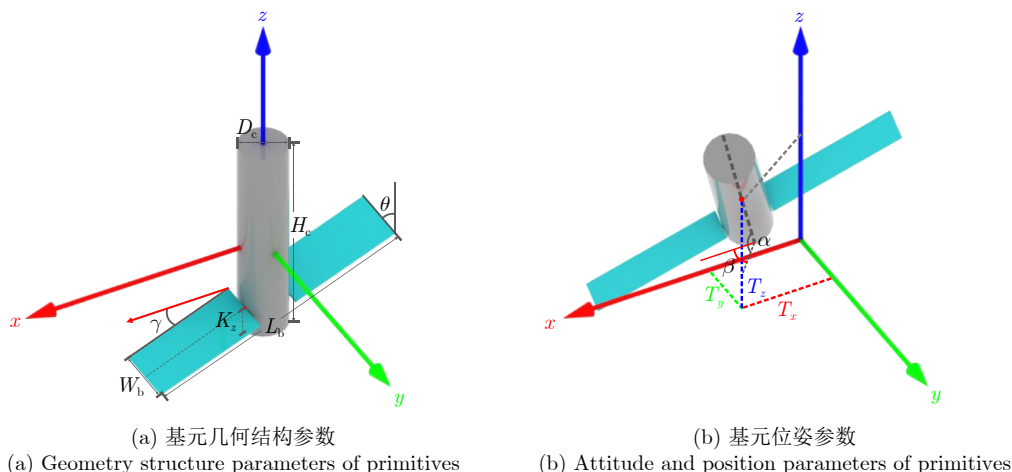 z
D_c
θ
H_c
x
γ
K_z
L_b
W_b
y
(a) 基元几何结构参数
(a) Geometry structure parameters of primitives
z
α
β
T_z
T_y
T_x
x
y
(b) 基元位姿参数
(b) Attitude and position parameters of primitives